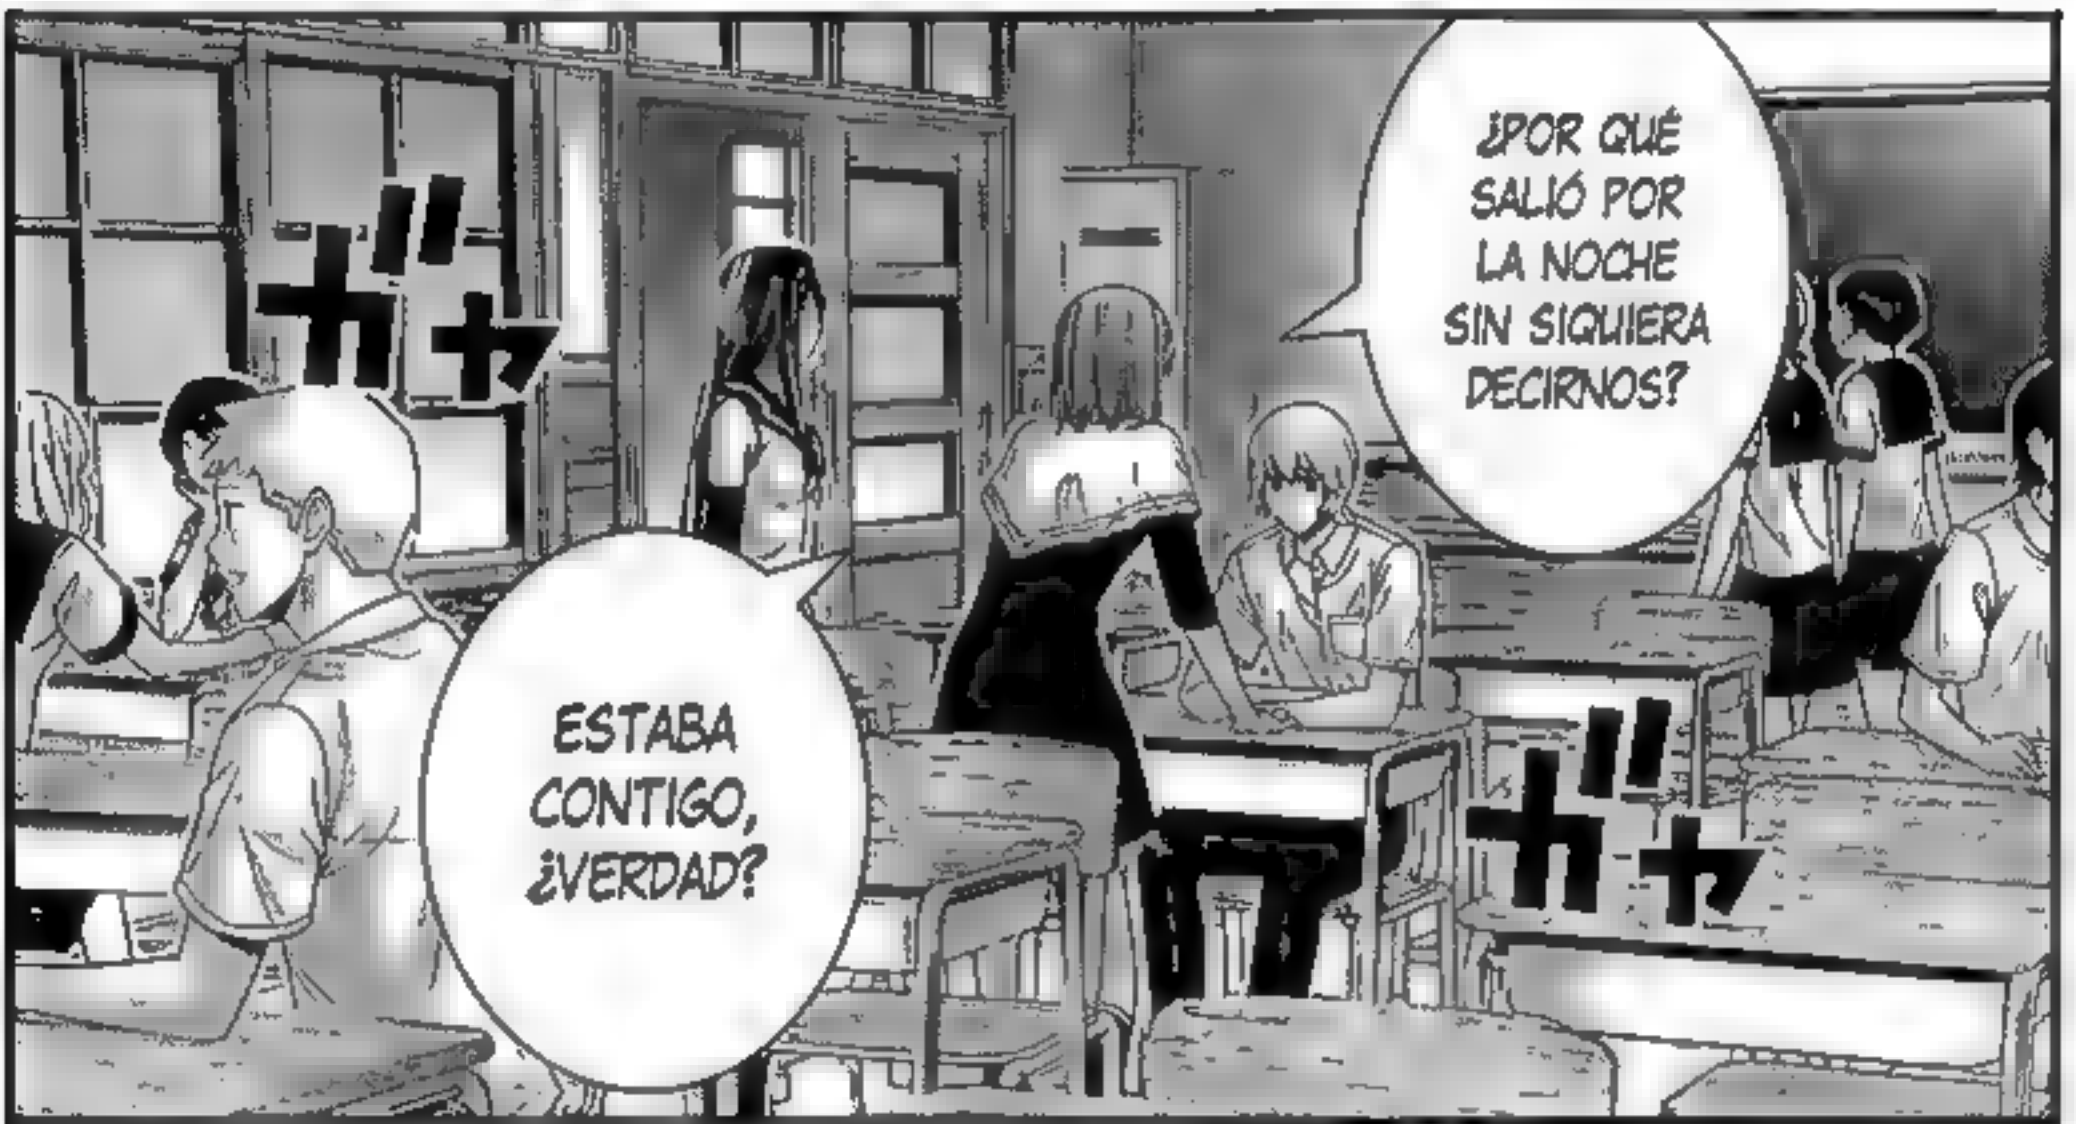 ¿POR QUÉ
SALIÓ POR
LA NOCHE
SIN SIQUIERA
DECIRNOS?
ガヤ
ESTABA
CONTIGO,
¿VERDAD?
ガヤ